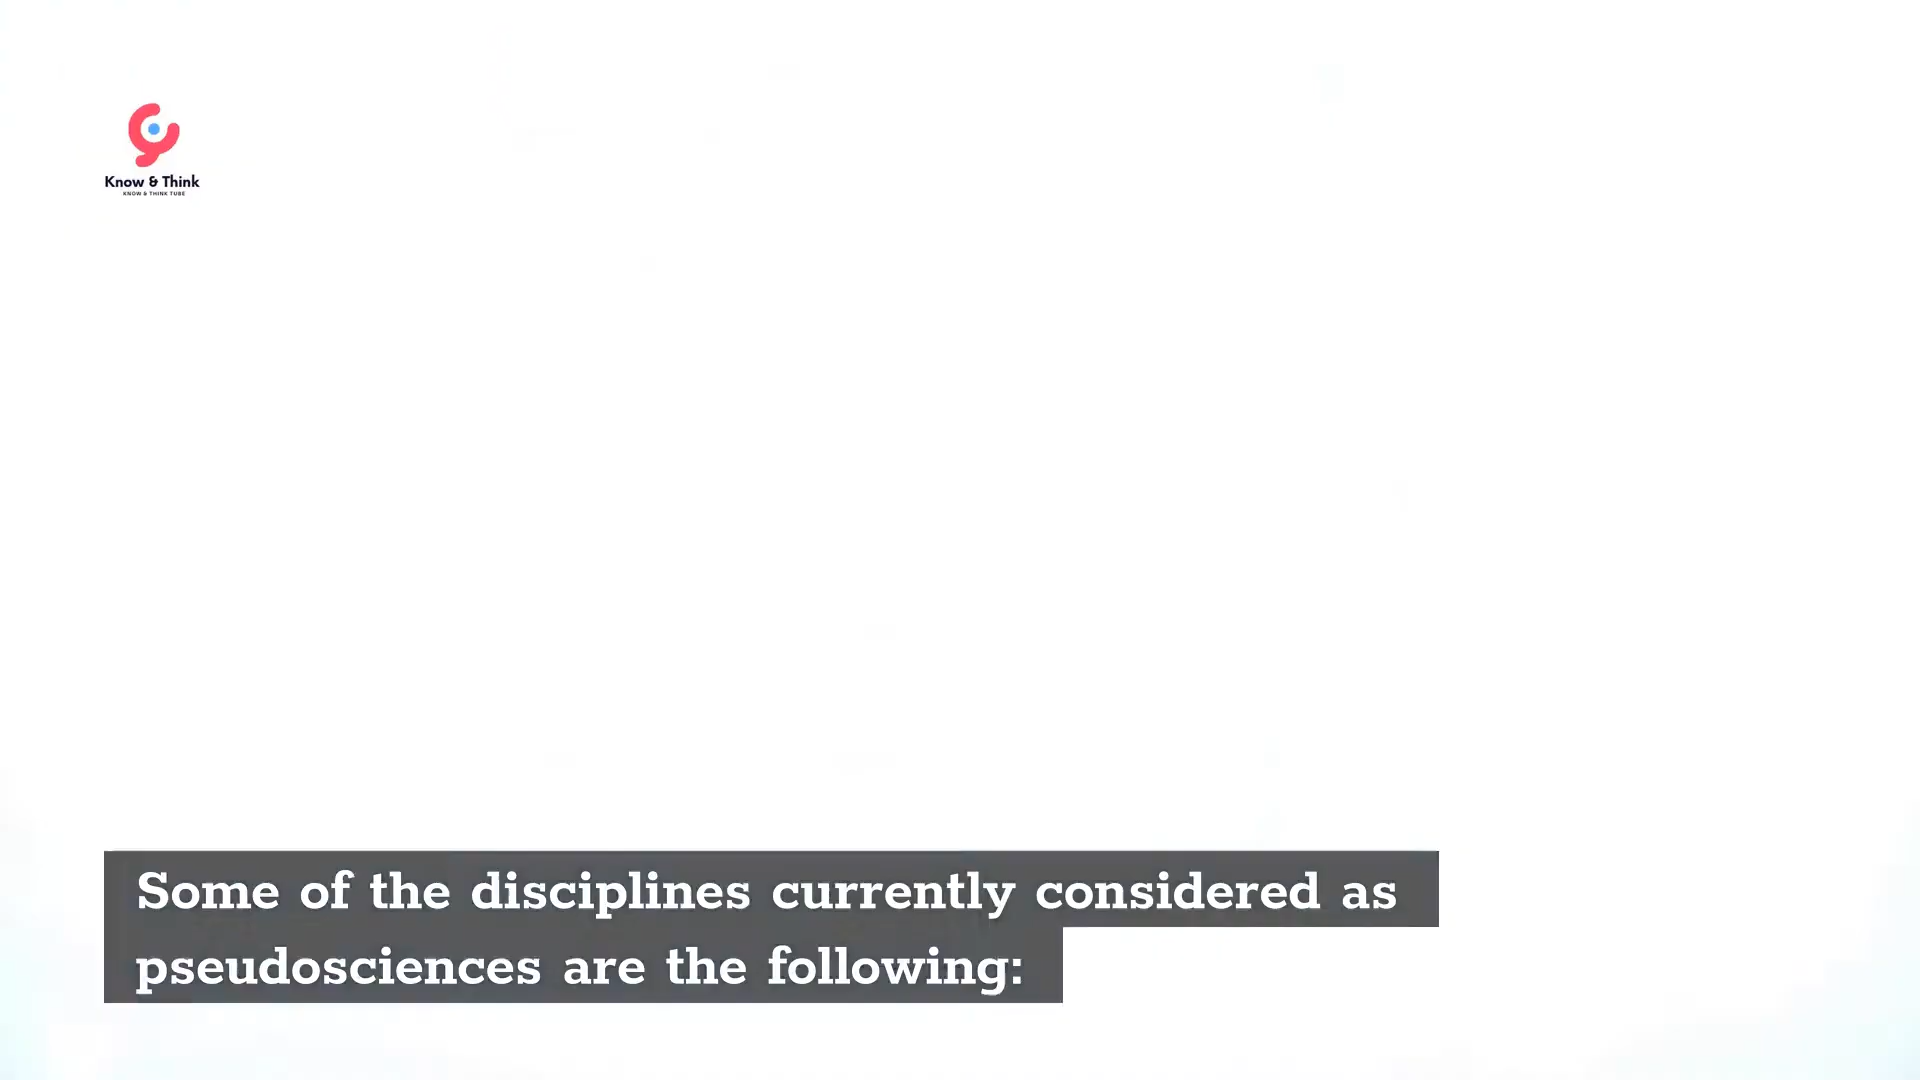 Know & Think
KNOW & THINK TUBE
Some of the disciplines currently considered as
pseudosciences are the following: